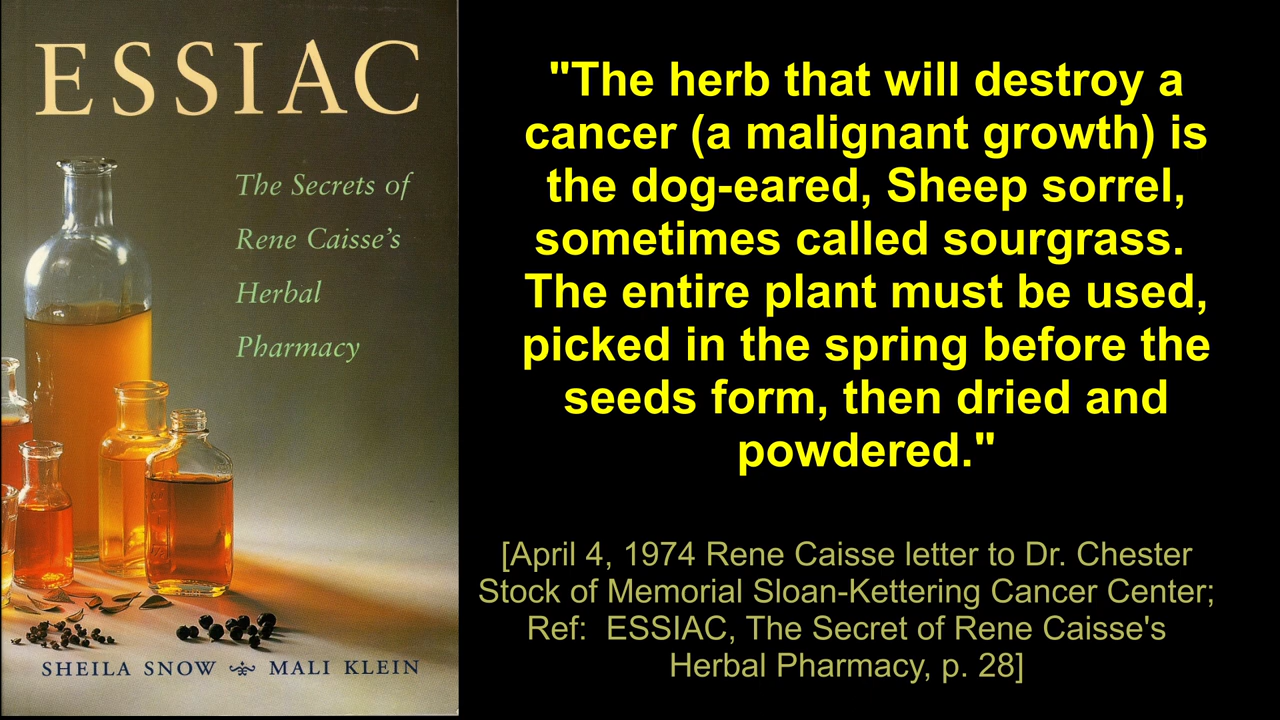 ESSIAC
The Secrets of
Rene Caisse's
Herbal
Pharmacy
SHEILA SNOW MALI KLEIN
"The herb that will destroy a
cancer (a malignant growth) is
the dog-eared, Sheep sorrel,
sometimes called sourgrass.
The entire plant must be used,
picked in the spring before the
seeds form, then dried and
powdered."
[April 4, 1974 Rene Caisse letter to Dr. Chester
Stock of Memorial Sloan-Kettering Cancer Center;
Ref:  ESSIAC, The Secret of Rene Caisse's
Herbal Pharmacy, p. 28]